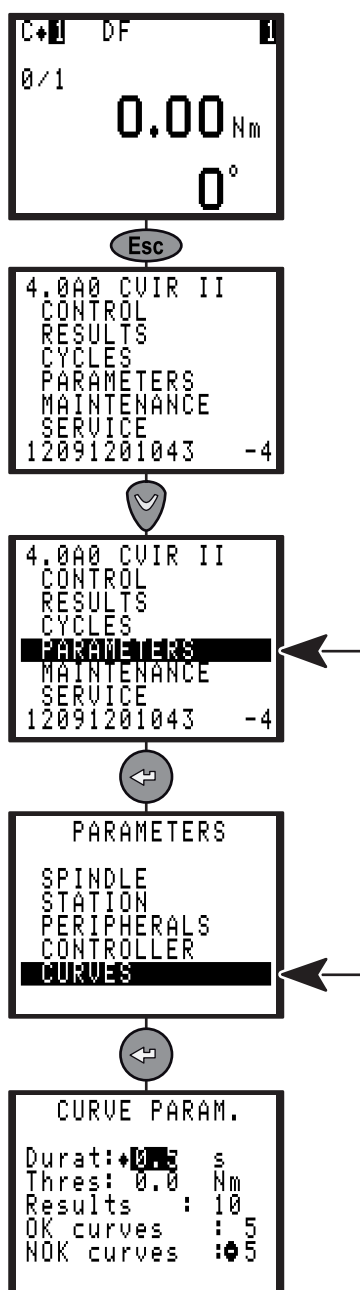 C♦1 DF 1
0/1
0.00 Nm
0°
Esc
4.0A0 CVIR II
CONTROL
RESULTS
CYCLES
PARAMETERS
MAINTENANCE
SERVICE
12091201043 -4
4.0A0 CVIR II
CONTROL
RESULTS
CYCLES
PARAMETERS
MAINTENANCE
SERVICE
12091201043 -4
PARAMETERS
SPINDLE
STATION
PERIPHERALS
CONTROLLER
CURVES
CURVE PARAM.
Durat:♦0.5 s
Thres: 0.0 Nm
Results : 10
OK curves : 5
NOK curves :♦5